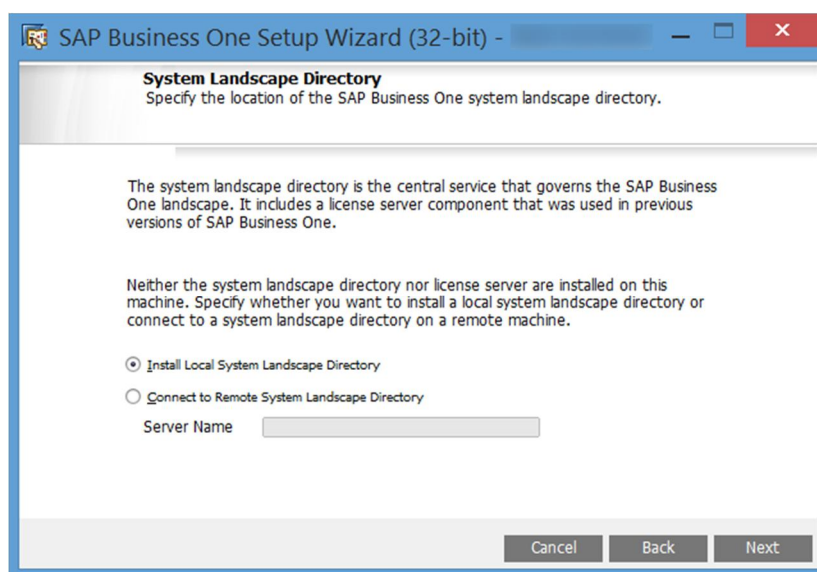 SAP Business One Setup Wizard (32-bit) -
System Landscape Directory
Specify the location of the SAP Business One system landscape directory.
The system landscape directory is the central service that governs the SAP Business
One landscape. It includes a license server component that was used in previous
versions of SAP Business One.
Neither the system landscape directory nor license server are installed on this
machine. Specify whether you want to install a local system landscape directory or
connect to a system landscape directory on a remote machine.
Install Local System Landscape Directory
Connect to Remote System Landscape Directory
Server Name
Cancel Back Next